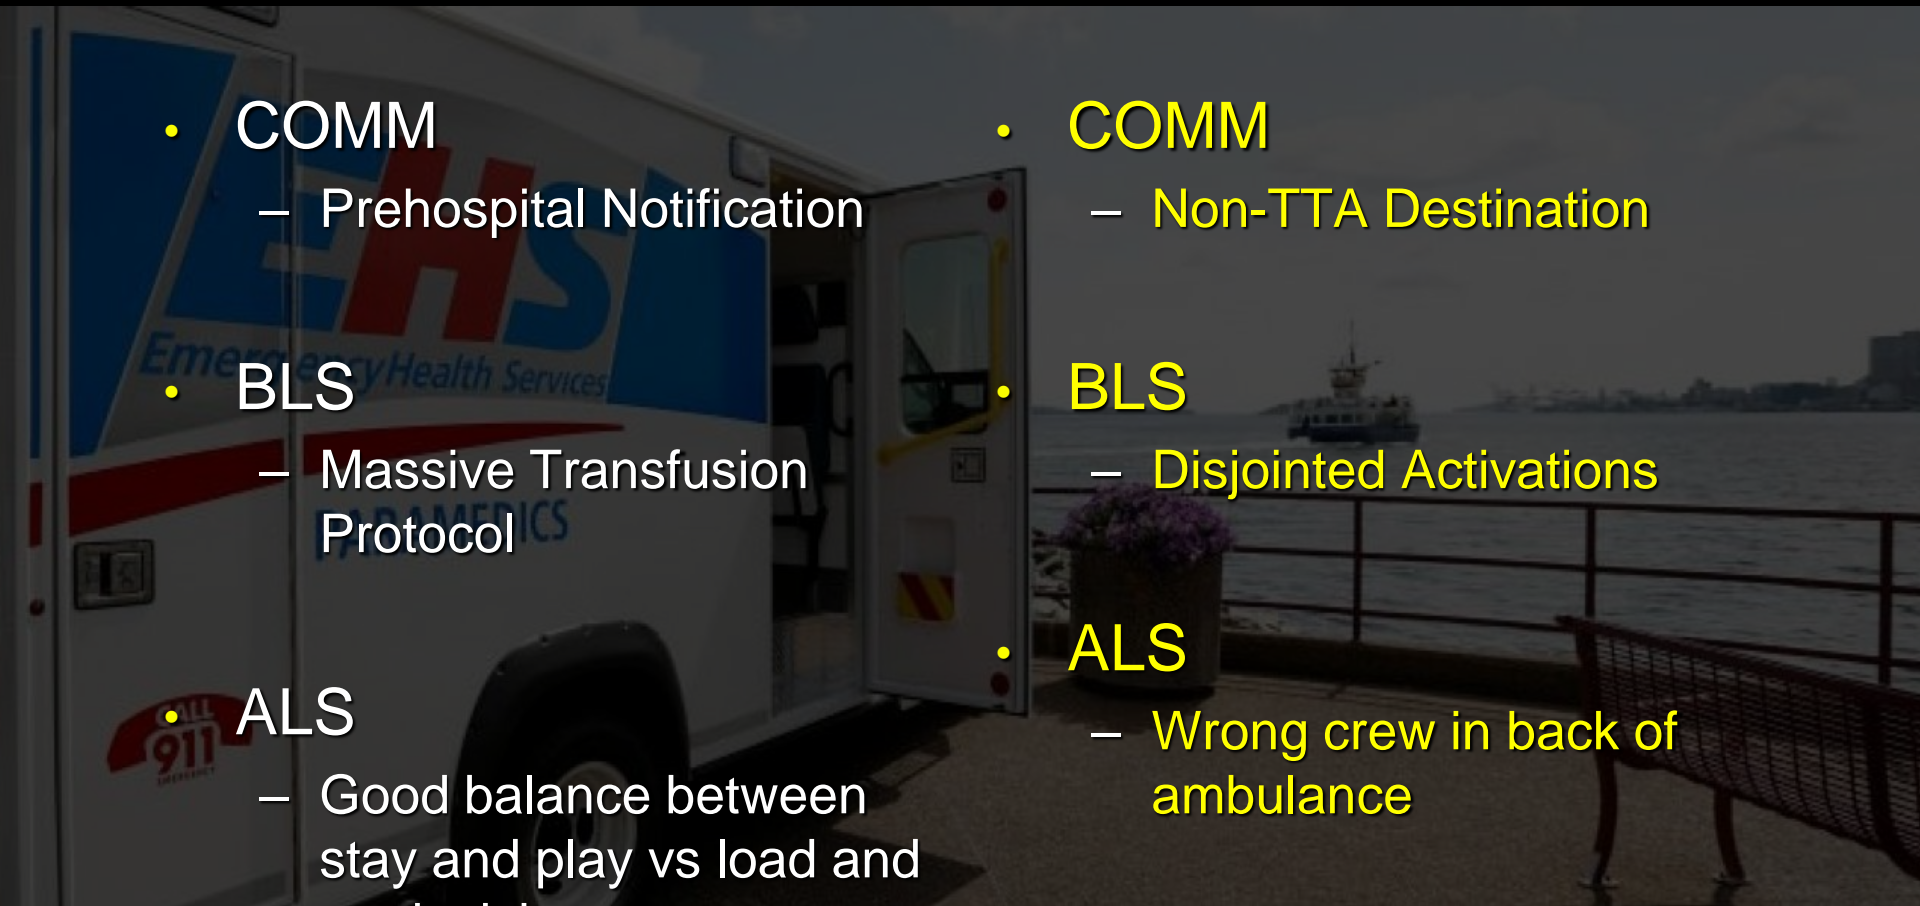 • COMM
– Prehospital Notification
• BLS
– Massive Transfusion
Protocol
• ALS
– Good balance between
stay and play vs load and
• COMM
– Non-TTA Destination
• BLS
– Disjointed Activations
• ALS
– Wrong crew in back of
ambulance
EHS
EmergencyHealth Services
PARAMEDICS
CALL
911
EMERGENCY